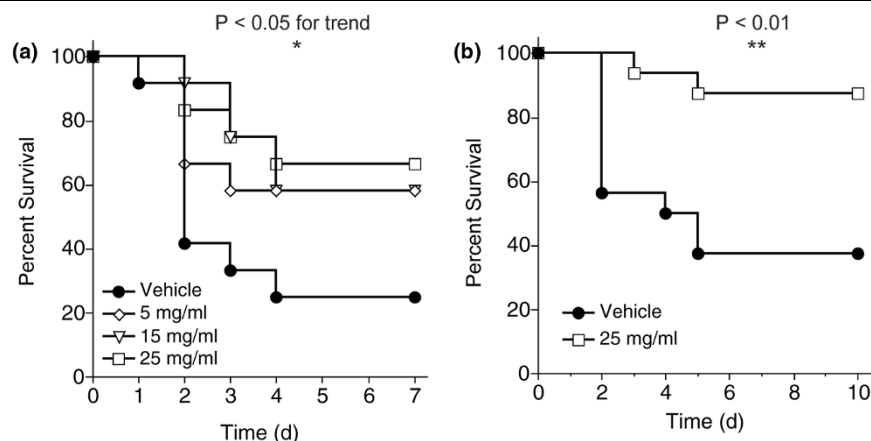 P < 0.05 for trend
*
(a)
100
80
60
40
20
0
Percent Survival
Vehicle
5 mg/ml
15 mg/ml
25 mg/ml
0 1 2 3 4 5 6 7
Time (d)
P < 0.01
**
(b)
100
80
60
40
20
0
Percent Survival
Vehicle
25 mg/ml
0 2 4 6 8 10
Time (d)